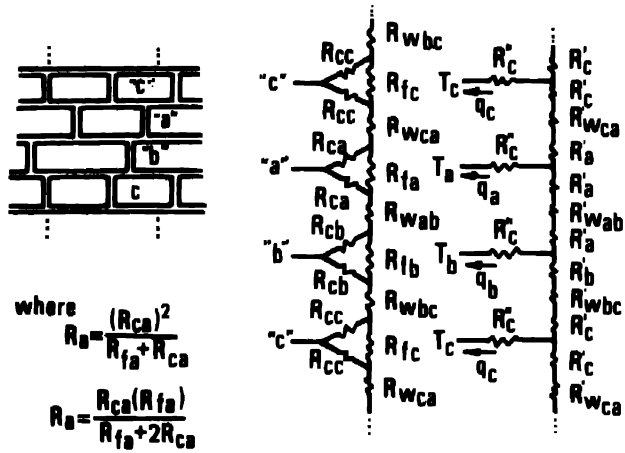 "c"
"a"
"b"
c
where
Ra = (Rca)²
Rfa + Rca
Ra = Rca(Rfa)
Rfa + 2Rca
Rwbc
Rcc
"c"
Rfc
Rcc
Rwca
Rca
"a"
Rfa
Rca
Rwab
Rcb
"b"
Rfb
Rcb
Rwbc
Rcc
"c"
Rfc
Rcc
Rwca
Tc
R"c
qc
Ta
R"c
qa
Tb
R"c
qb
Tc
R"c
qc
R'c
R'c
R'wca
R'a
R'a
R'wab
R'a
R'b
R'wbc
R'c
R'c
R'wca